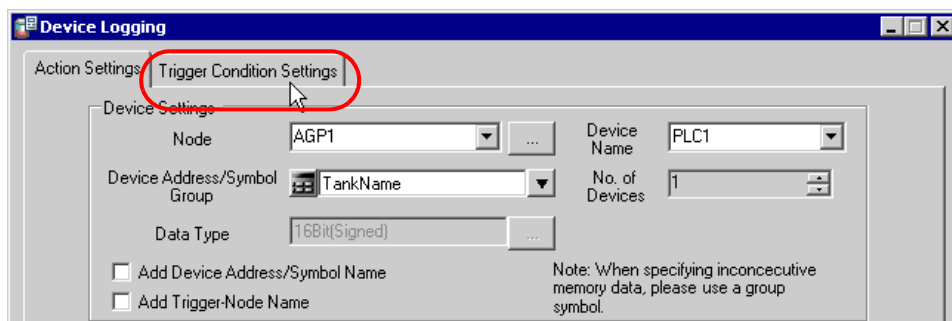 Device Logging
Action Settings
Trigger Condition Settings
Device Settings
Node
AGP1
...
Device
Name
PLC1
Device Address/Symbol
Group
TankName
No. of
Devices
1
Data Type
16Bit(Signed)
...
Add Device Address/Symbol Name
Add Trigger-Node Name
Note: When specifying inconcecutive
memory data, please use a group
symbol.